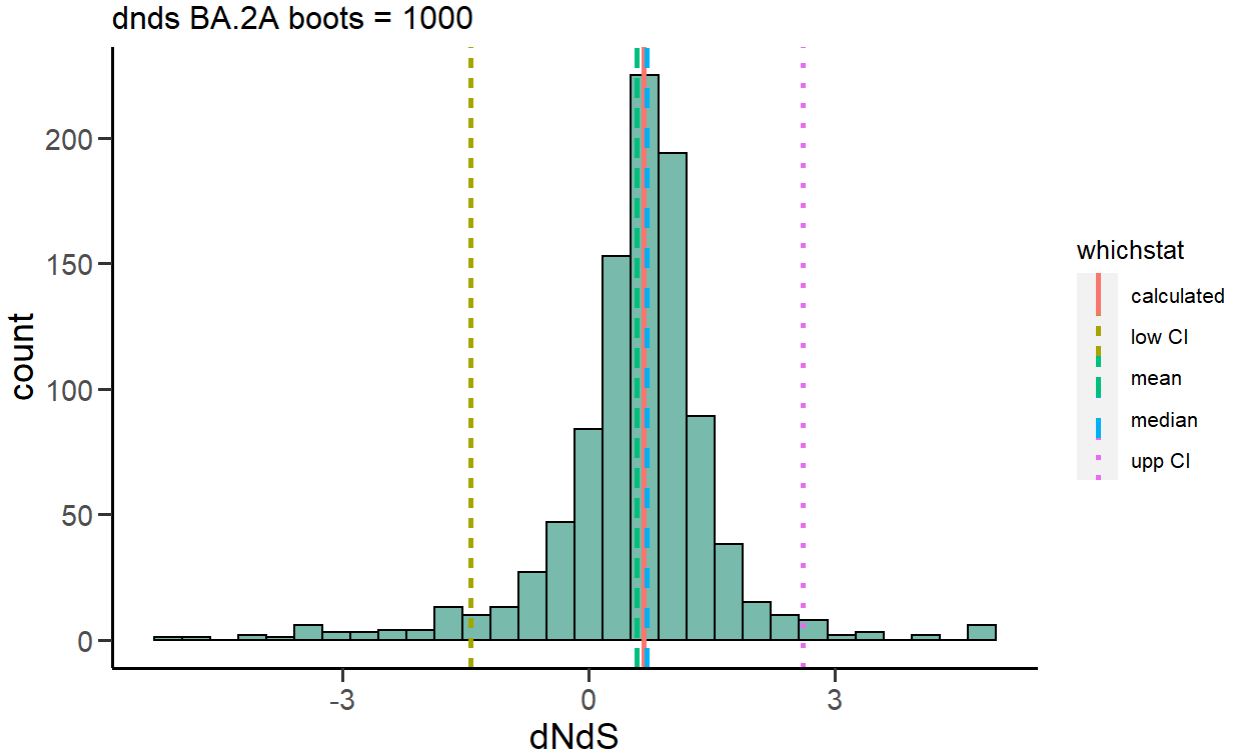 dnds BA.2A boots = 1000
count
200
150
100
50
0
-3
0
3
dNdS
whichstat
calculated
low CI
mean
median
upp CI